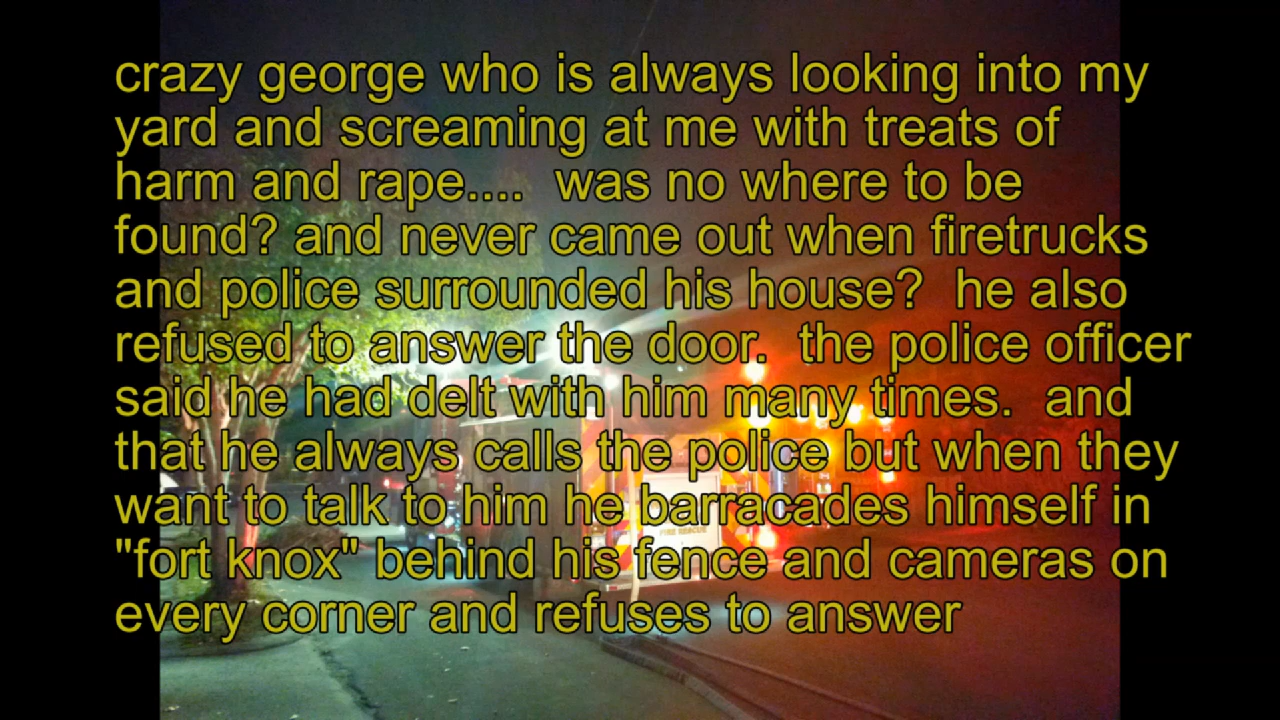 crazy george who is always looking into my
yard and screaming at me with treats of
harm and rape.... was no where to be
found? and never came out when firetrucks
and police surrounded his house? he also
refused to answer the door. the police officer
said he had delt with him many times. and
that he always calls the police but when they
want to talk to him he barracades himself in
"fort knox" behind his fence and cameras on
every corner and refuses to answer
FIRE RESCUE